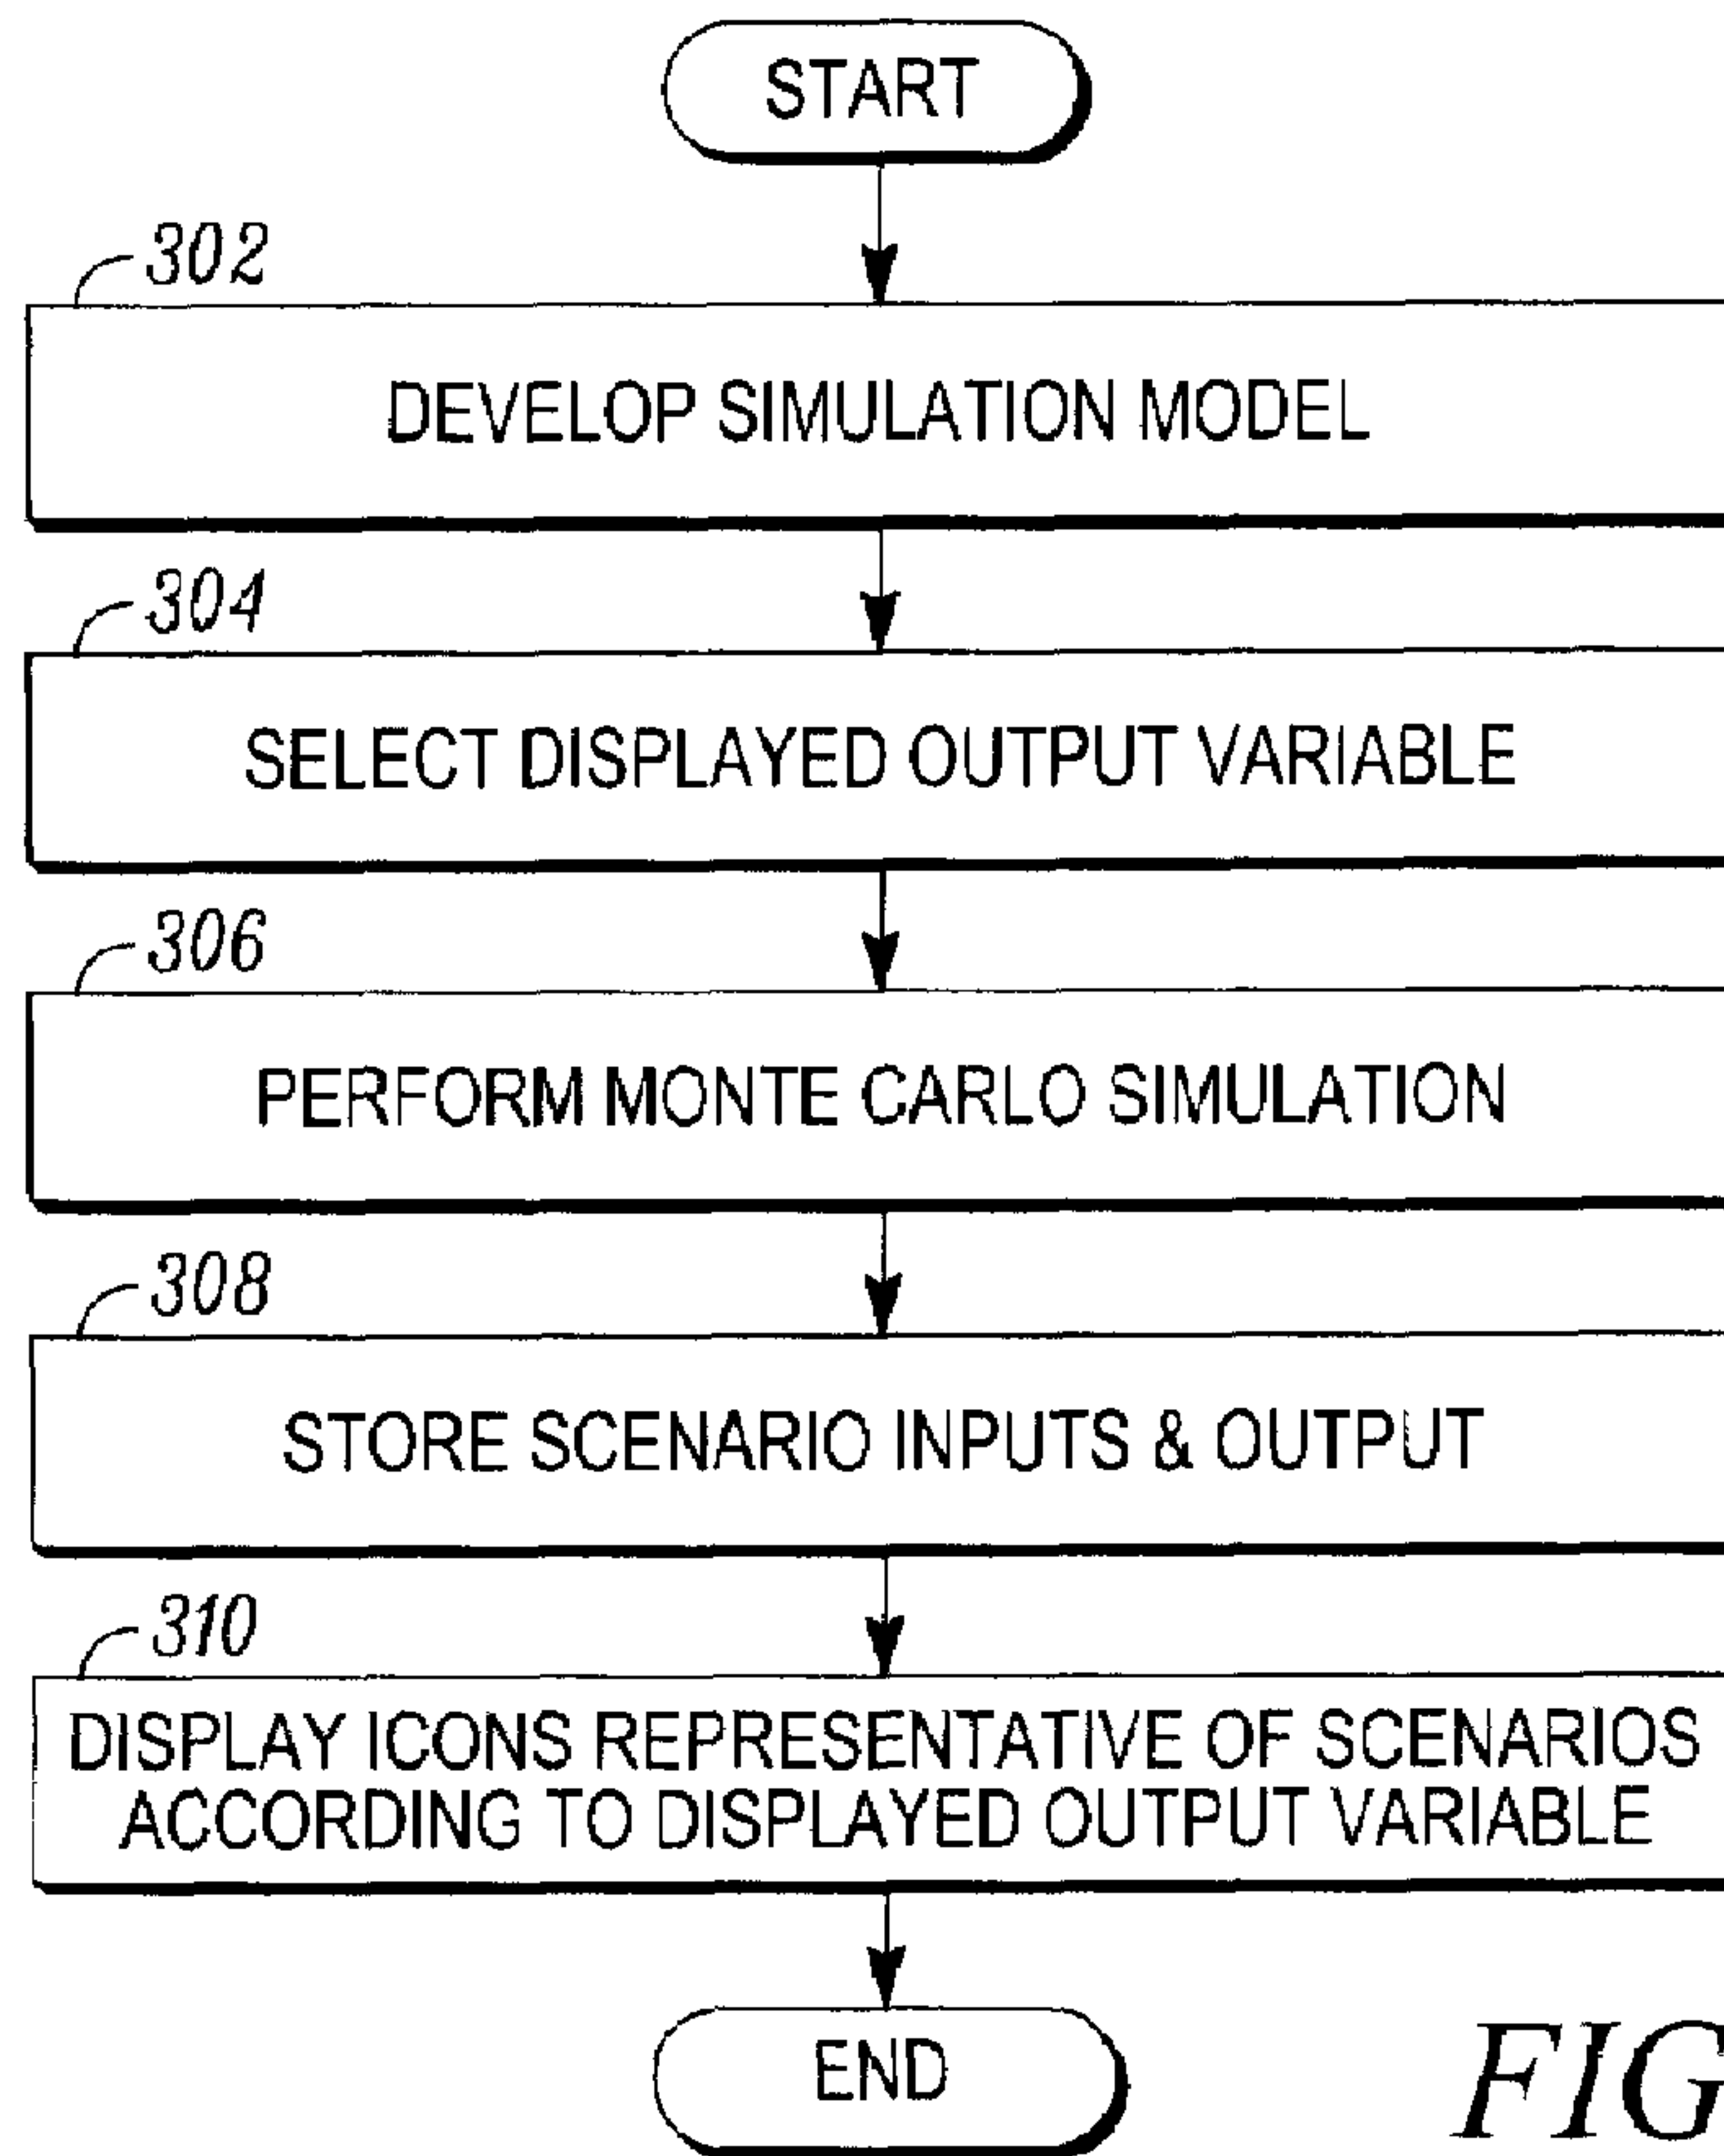 START
302
DEVELOP SIMULATION MODEL
304
SELECT DISPLAYED OUTPUT VARIABLE
306
PERFORM MONTE CARLO SIMULATION
308
STORE SCENARIO INPUTS & OUTPUT
310
DISPLAY ICONS REPRESENTATIVE OF SCENARIOS
ACCORDING TO DISPLAYED OUTPUT VARIABLE
END
FIG